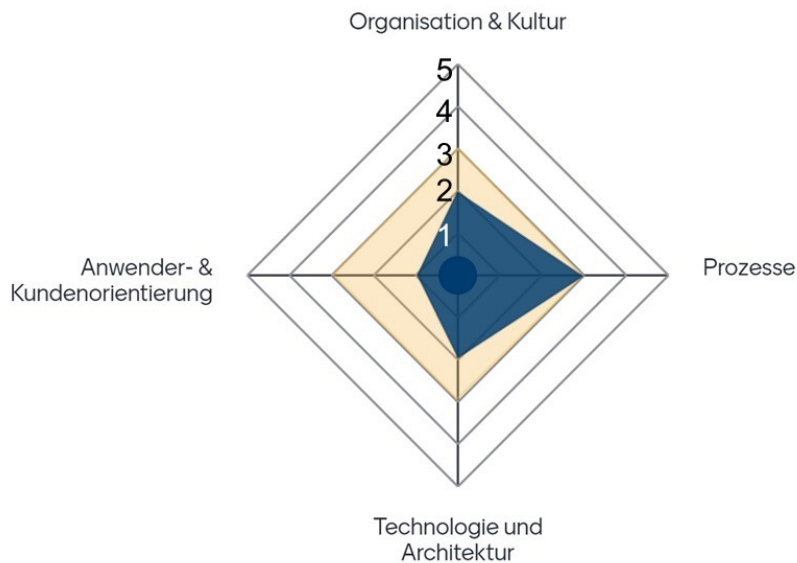 Organisation & Kultur
5
4
3
2
1
Anwender- &
Kundenorientierung
Prozesse
Technologie und
Architektur